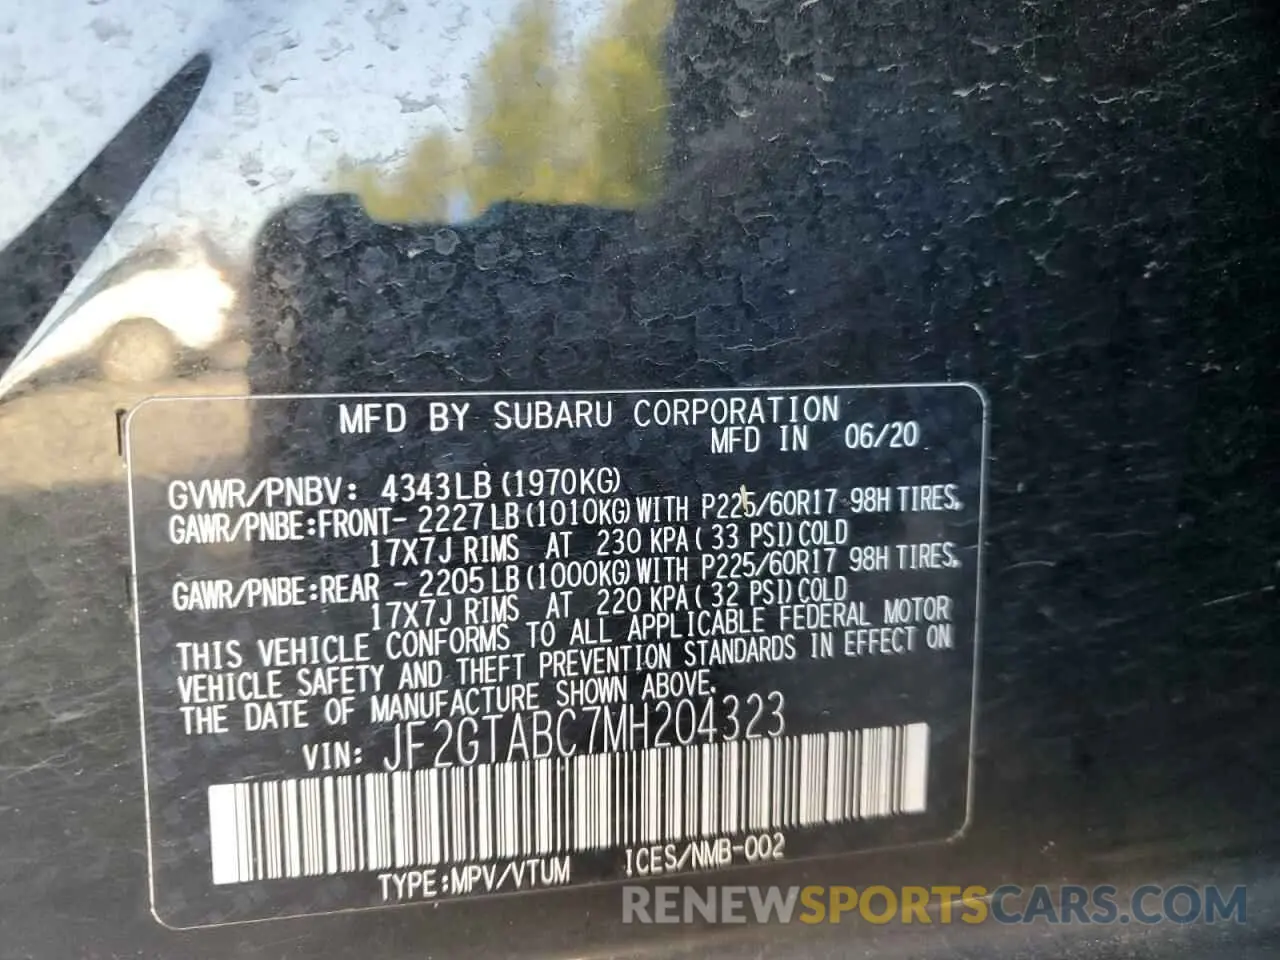 MFD BY SUBARU CORPORATION
MFD IN 06/20
GVWR/PNBV: 4343LB (1970KG)
GAWR/PNBE:FRONT- 2227LB(1010KG)WITH P225/60R17 98H TIRES,
17X7J RIMS AT 230 KPA( 33 PSI)COLD
GAWR/PNBE:REAR - 2205LB(1000KG)WITH P225/60R17 98H TIRES,
17X7J RIMS AT 220 KPA( 32 PSI)COLD
THIS VEHICLE CONFORMS TO ALL APPLICABLE FEDERAL MOTOR
VEHICLE SAFETY AND THEFT PREVENTION STANDARDS IN EFFECT ON
THE DATE OF MANUFACTURE SHOWN ABOVE.
VIN: JF2GTABC7MH204323
TYPE:MPV/VTUM ICES/NMB-002
RENEWSPORTSCARS.COM